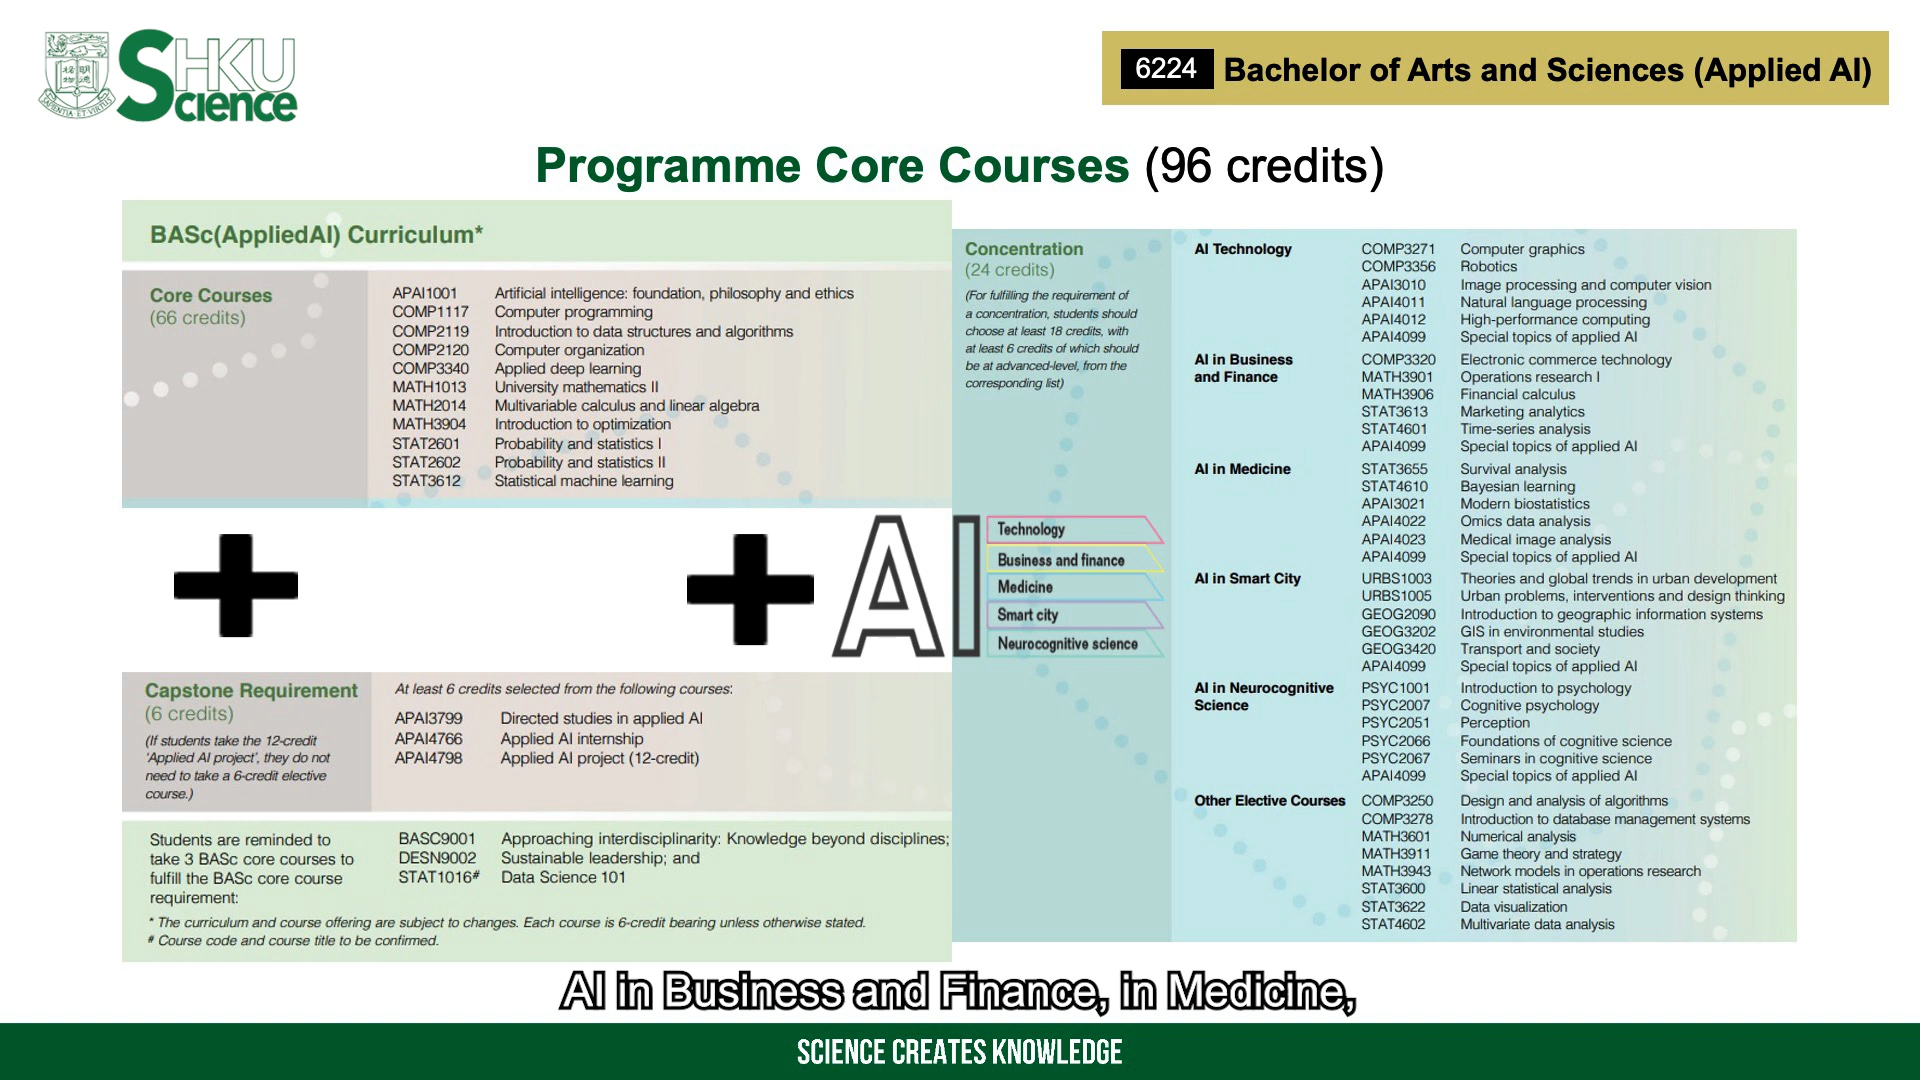 SHKU
Science
SAPIENTIA ET VIRTUS
6224 Bachelor of Arts and Sciences (Applied AI)
Programme Core Courses (96 credits)
BASc(AppliedAI) Curriculum*
Core Courses
(66 credits)
APAI1001 Artificial intelligence: foundation, philosophy and ethics
COMP1117 Computer programming
COMP2119 Introduction to data structures and algorithms
COMP2120 Computer organization
COMP3340 Applied deep learning
MATH1013 University mathematics II
MATH2014 Multivariable calculus and linear algebra
MATH3904 Introduction to optimization
STAT2601 Probability and statistics I
STAT2602 Probability and statistics II
STAT3612 Statistical machine learning
+ + AI
Technology
Business and finance
Medicine
Smart city
Neurocognitive science
Capstone Requirement
(6 credits)
(If students take the 12-credit
‘Applied AI project’, they do not
need to take a 6-credit elective
course.)
At least 6 credits selected from the following courses:
APAI3799 Directed studies in applied AI
APAI4766 Applied AI internship
APAI4798 Applied AI project (12-credit)
Students are reminded to
take 3 BASc core courses to
fulfill the BASc core course
requirement:
BASC9001 Approaching interdisciplinarity: Knowledge beyond disciplines;
DESN9002 Sustainable leadership; and
STAT1016# Data Science 101
* The curriculum and course offering are subject to changes. Each course is 6-credit bearing unless otherwise stated.
# Course code and course title to be confirmed.
Concentration
(24 credits)
(For fulfilling the requirement of
a concentration, students should
choose at least 18 credits, with
at least 6 credits of which should
be at advanced-level, from the
corresponding list)
AI Technology COMP3271 Computer graphics
COMP3356 Robotics
APAI3010 Image processing and computer vision
APAI4011 Natural language processing
APAI4012 High-performance computing
APAI4099 Special topics of applied AI
AI in Business COMP3320 Electronic commerce technology
and Finance MATH3901 Operations research I
MATH3906 Financial calculus
STAT3613 Marketing analytics
STAT4601 Time-series analysis
APAI4099 Special topics of applied AI
AI in Medicine STAT3655 Survival analysis
STAT4610 Bayesian learning
APAI3021 Modern biostatistics
APAI4022 Omics data analysis
APAI4023 Medical image analysis
APAI4099 Special topics of applied AI
AI in Smart City URBS1003 Theories and global trends in urban development
URBS1005 Urban problems, interventions and design thinking
GEOG2090 Introduction to geographic information systems
GEOG3202 GIS in environmental studies
GEOG3420 Transport and society
APAI4099 Special topics of applied AI
AI in Neurocognitive PSYC1001 Introduction to psychology
Science PSYC2007 Cognitive psychology
PSYC2051 Perception
PSYC2066 Foundations of cognitive science
PSYC2067 Seminars in cognitive science
APAI4099 Special topics of applied AI
Other Elective Courses COMP3250 Design and analysis of algorithms
COMP3278 Introduction to database management systems
MATH3601 Numerical analysis
MATH3911 Game theory and strategy
MATH3943 Network models in operations research
STAT3600 Linear statistical analysis
STAT3622 Data visualization
STAT4602 Multivariate data analysis
AI in Business and Finance, in Medicine,
SCIENCE CREATES KNOWLEDGE